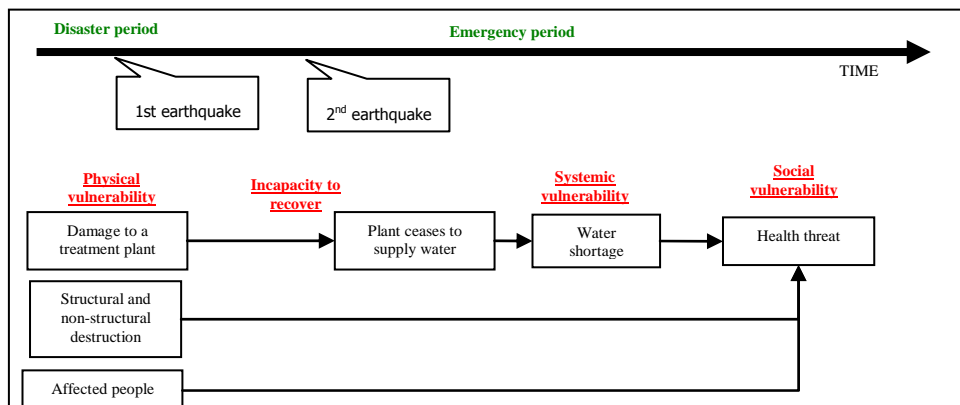 Disaster period
Emergency period
TIME
1st earthquake
2nd earthquake
Physical
vulnerability
Incapacity to
recover
Systemic
vulnerability
Social
vulnerability
Damage to a
treatment plant
Plant ceases to
supply water
Water
shortage
Health threat
Structural and
non-structural
destruction
Affected people